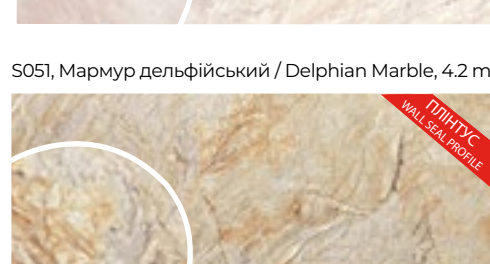 S051, Мармур дельфійський / Delphian Marble, 4.2 m
ПЛІНТУС
WALL SEAL PROFILE